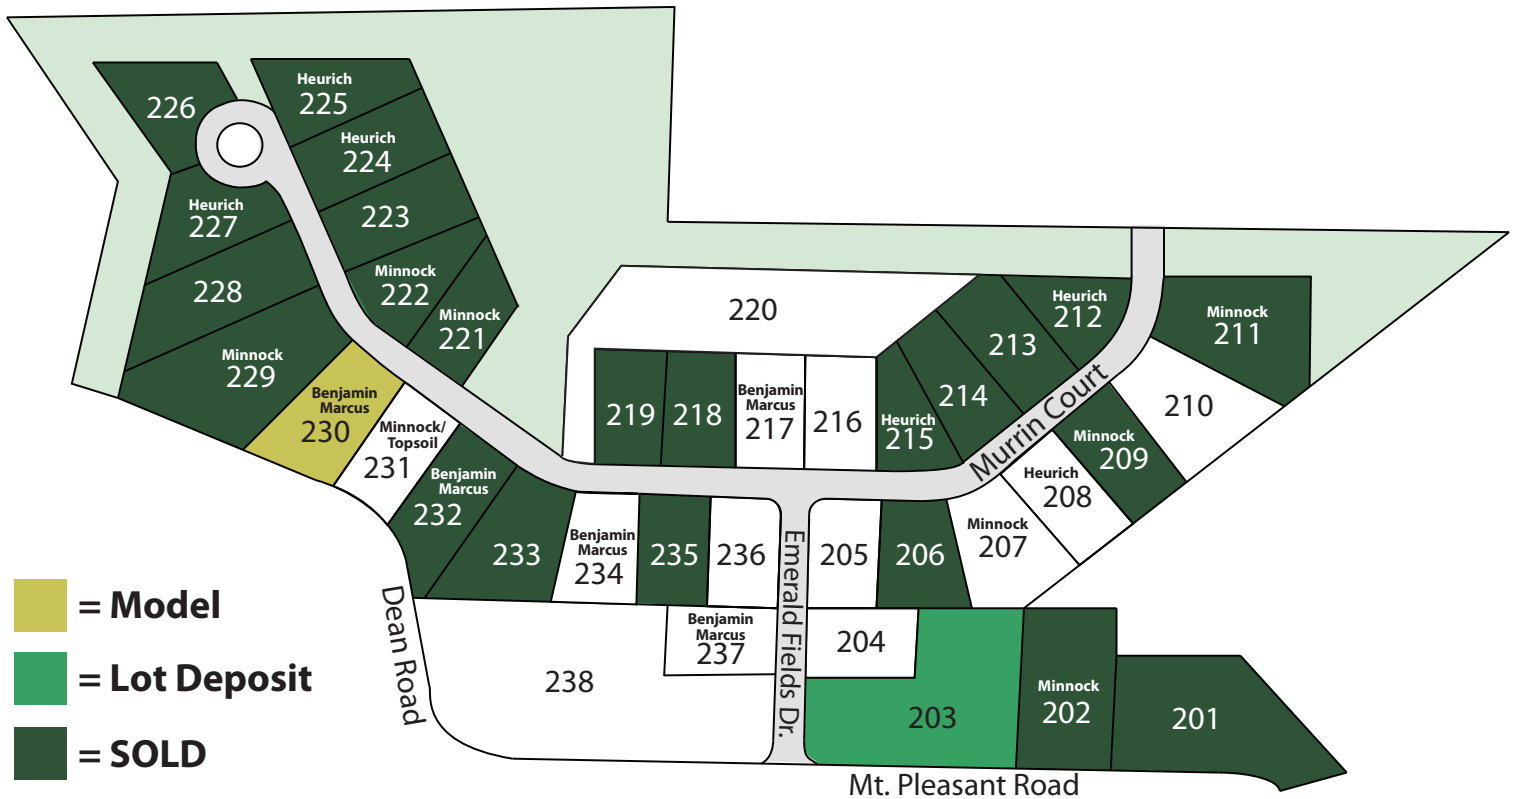 226
Heurich
225
Heurich
224
Heurich
227
223
228
Minnock
222
Minnock
221
Minnock
229
Benjamin
Marcus
230
Minnock/
Topsoil
231
Benjamin
Marcus
232
233
220
219
218
Benjamin
Marcus
217
216
Heurich
215
214
213
Heurich
212
Minnock
211
210
Murrin Court
Minnock
209
Heurich
208
Minnock
207
206
205
Emerald Fields Dr.
236
235
Benjamin
Marcus
234
Benjamin
Marcus
237
204
238
203
Minnock
202
201
Dean Road
Mt. Pleasant Road
= Model
= Lot Deposit
= SOLD